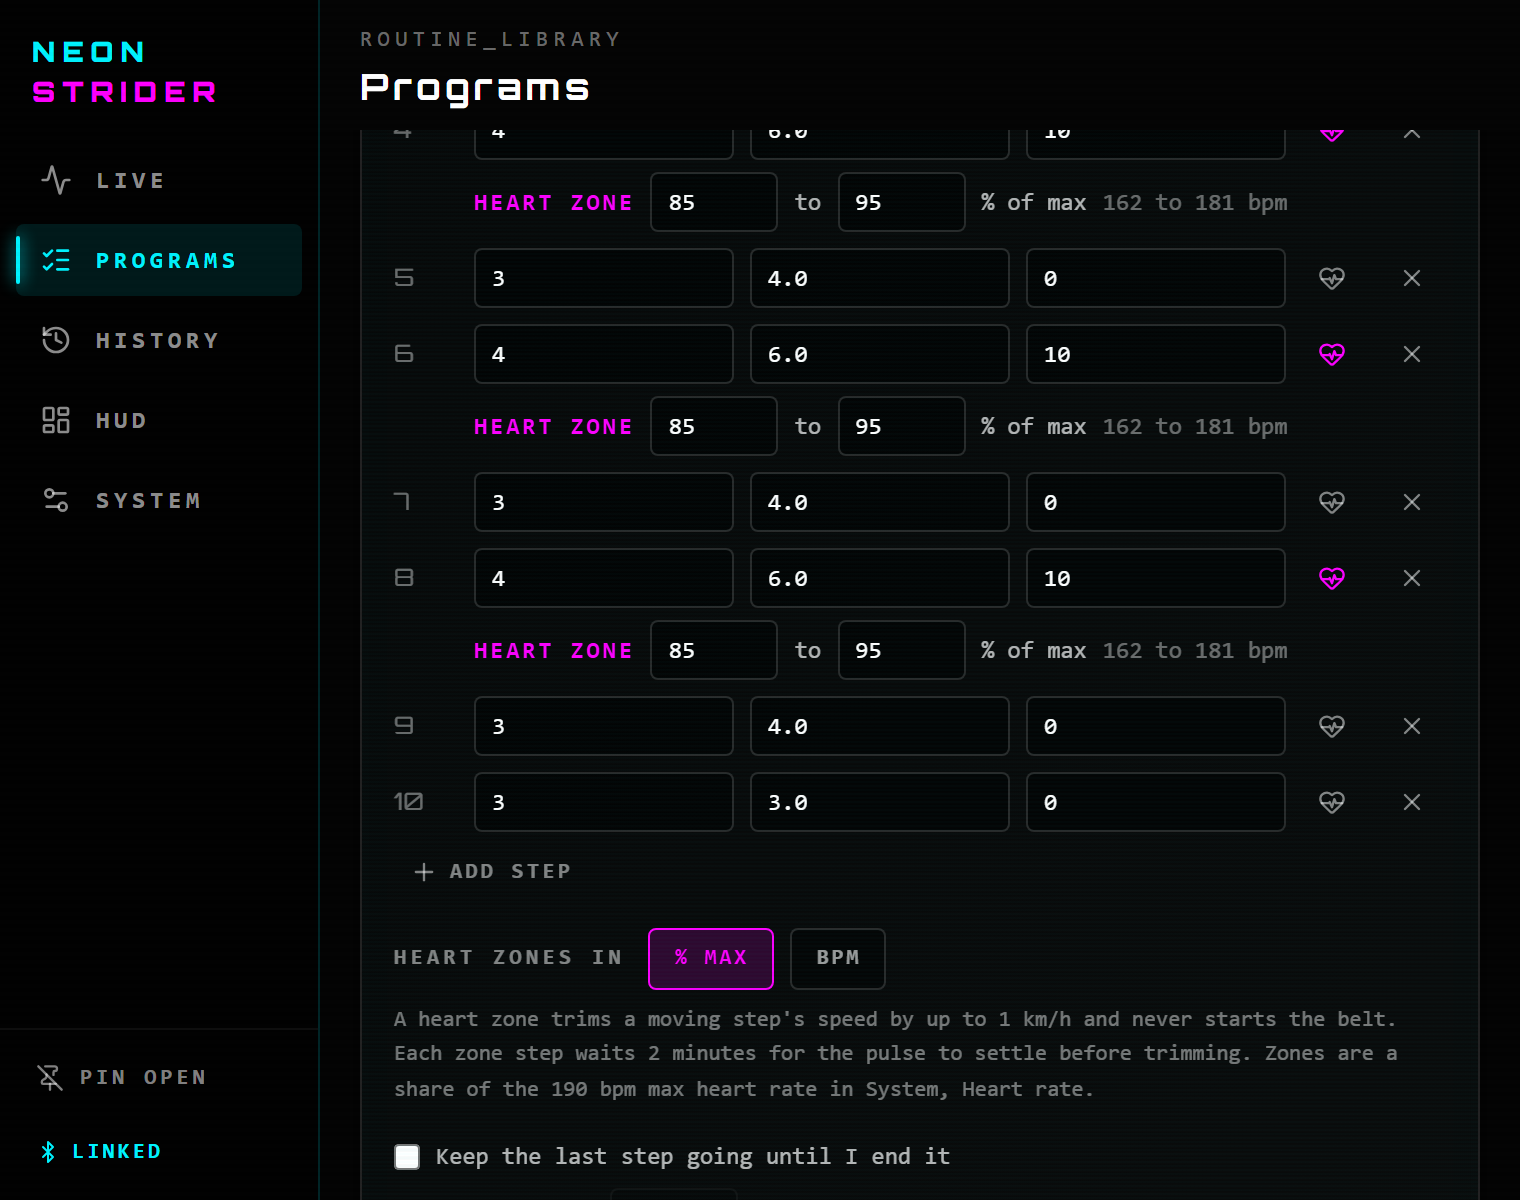 NEON
STRIDER
LIVE
PROGRAMS
HISTORY
HUD
SYSTEM
PIN OPEN
LINKED
ROUTINE_LIBRARY
Programs
4 4 6.0 10
HEART ZONE 85 to 95 % of max 162 to 181 bpm
5 3 4.0 0
6 4 6.0 10
HEART ZONE 85 to 95 % of max 162 to 181 bpm
7 3 4.0 0
8 4 6.0 10
HEART ZONE 85 to 95 % of max 162 to 181 bpm
9 3 4.0 0
10 3 3.0 0
ADD STEP
HEART ZONES IN % MAX BPM
A heart zone trims a moving step's speed by up to 1 km/h and never starts the belt.
Each zone step waits 2 minutes for the pulse to settle before trimming. Zones are a
share of the 190 bpm max heart rate in System, Heart rate.
Keep the last step going until I end it